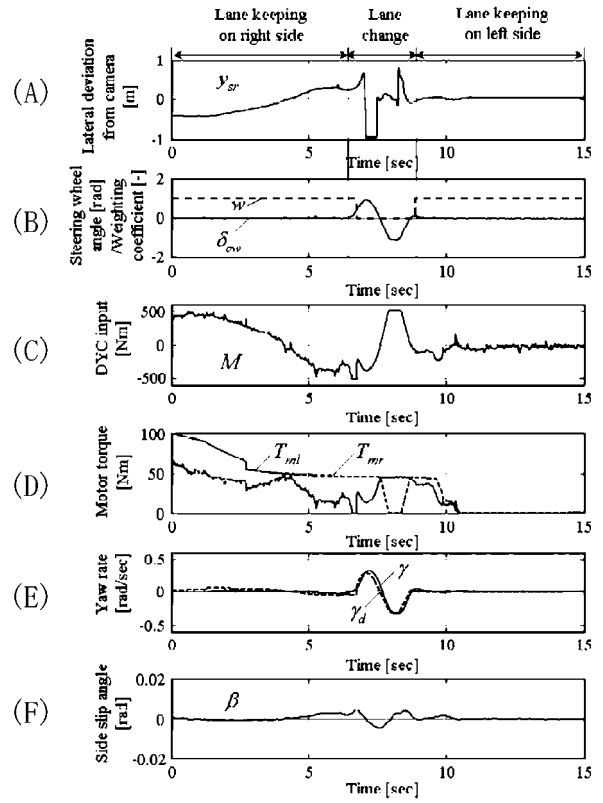 Lane keeping on right side
Lane change
Lane keeping on left side
(A)
Lateral deviation from camera [m]
1
0
-1
y_sr
0 5 10 15
Time [sec]
(B)
Steering wheel angle [rad] /Weighting coefficient [-]
2
0
-2
w
δ_sw
0 5 10 15
Time [sec]
(C)
DYC input [Nm]
500
0
-500
M
0 5 10 15
Time [sec]
(D)
Motor torque [Nm]
100
50
0
T_ml
T_mr
0 5 10 15
Time [sec]
(E)
Yaw rate [rad/sec]
0.5
0
-0.5
γ
γ_d
0 5 10 15
Time [sec]
(F)
Side slip angle [rad]
0.02
0
-0.02
β
0 5 10 15
Time [sec]